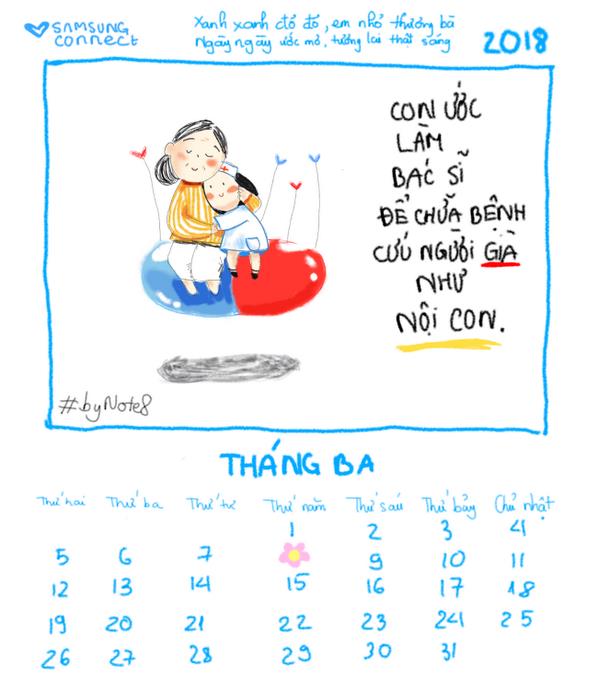 SAMSUNG
connect
Xanh xanh đỏ đỏ, em nhỏ thương bà
Ngày ngày ước mơ, tương lai thật sáng
2018
CON ƯỚC
LÀM
BÁC SĨ
ĐỂ CHỮA BỆNH
CỨU NGƯỜI GIÀ
NHƯ
NỘI CON.
#byNote8
THÁNG BA
Thứ hai Thứ ba Thứ tư Thứ năm Thứ sáu Thứ bảy Chủ nhật
1 2 3 4
5 6 7 9 10 11
12 13 14 15 16 17 18
19 20 21 22 23 24 25
26 27 28 29 30 31